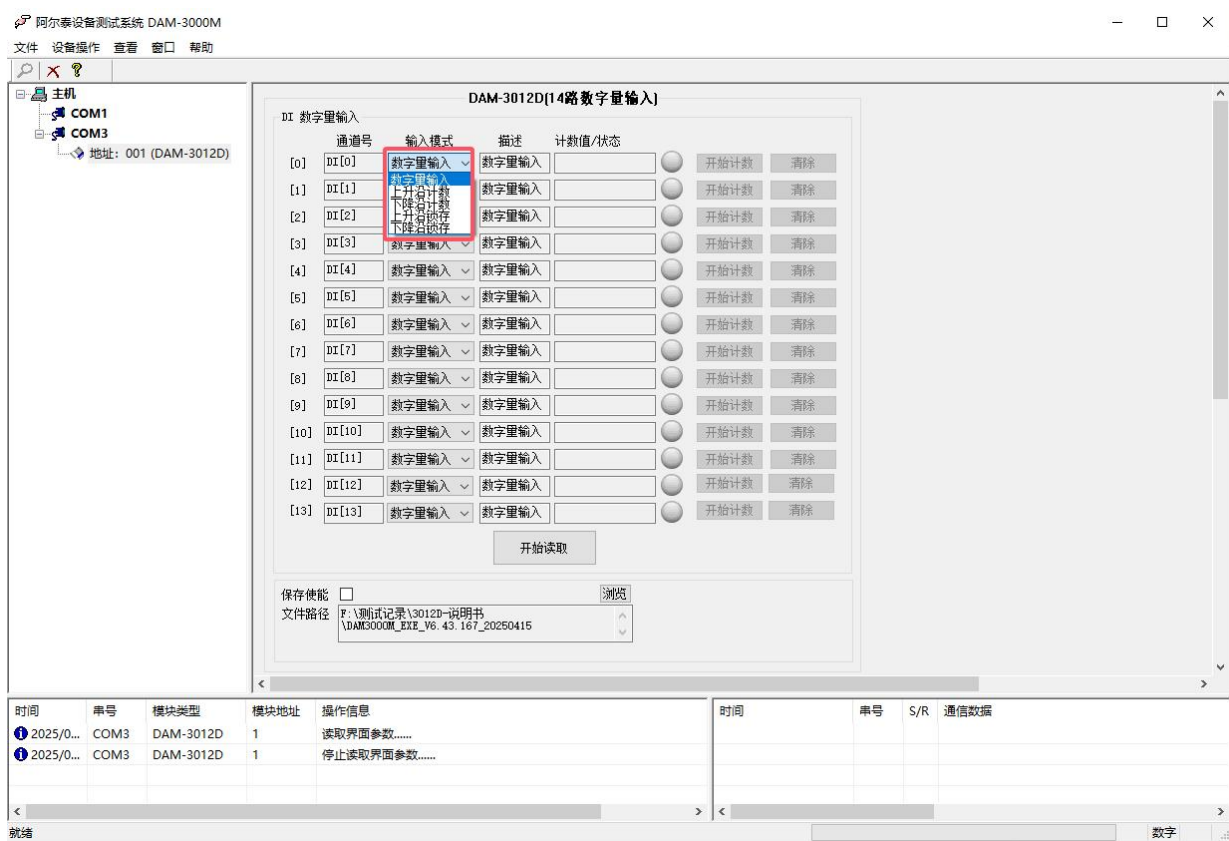 阿尔泰设备测试系统 DAM-3000M
文件 设备操作 查看 窗口 帮助
主机
COM1
COM3
地址：001 (DAM-3012D)
DAM-3012D[14路数字量输入]
DI 数字量输入
通道号 输入模式 描述 计数值/状态
[0] DI[0] 数字量输入 数字量输入 开始计数 清除
数字量输入
上升沿计数
下降沿计数
上升沿锁存
下降沿锁存
[1] DI[1] 数字量输入 开始计数 清除
[2] DI[2] 数字量输入 开始计数 清除
[3] DI[3] 数字量输入 数字量输入 开始计数 清除
[4] DI[4] 数字量输入 数字量输入 开始计数 清除
[5] DI[5] 数字量输入 数字量输入 开始计数 清除
[6] DI[6] 数字量输入 数字量输入 开始计数 清除
[7] DI[7] 数字量输入 数字量输入 开始计数 清除
[8] DI[8] 数字量输入 数字量输入 开始计数 清除
[9] DI[9] 数字量输入 数字量输入 开始计数 清除
[10] DI[10] 数字量输入 数字量输入 开始计数 清除
[11] DI[11] 数字量输入 数字量输入 开始计数 清除
[12] DI[12] 数字量输入 数字量输入 开始计数 清除
[13] DI[13] 数字量输入 数字量输入 开始计数 清除
开始读取
保存使能 浏览
文件路径 F:\测试记录\3012D-说明书
\DAM3000M_EXE_V6.43.167_20250415
时间 串号 模块类型 模块地址 操作信息
2025/0... COM3 DAM-3012D 1 读取界面参数......
2025/0... COM3 DAM-3012D 1 停止读取界面参数......
时间 串号 S/R 通信数据
就绪 数字